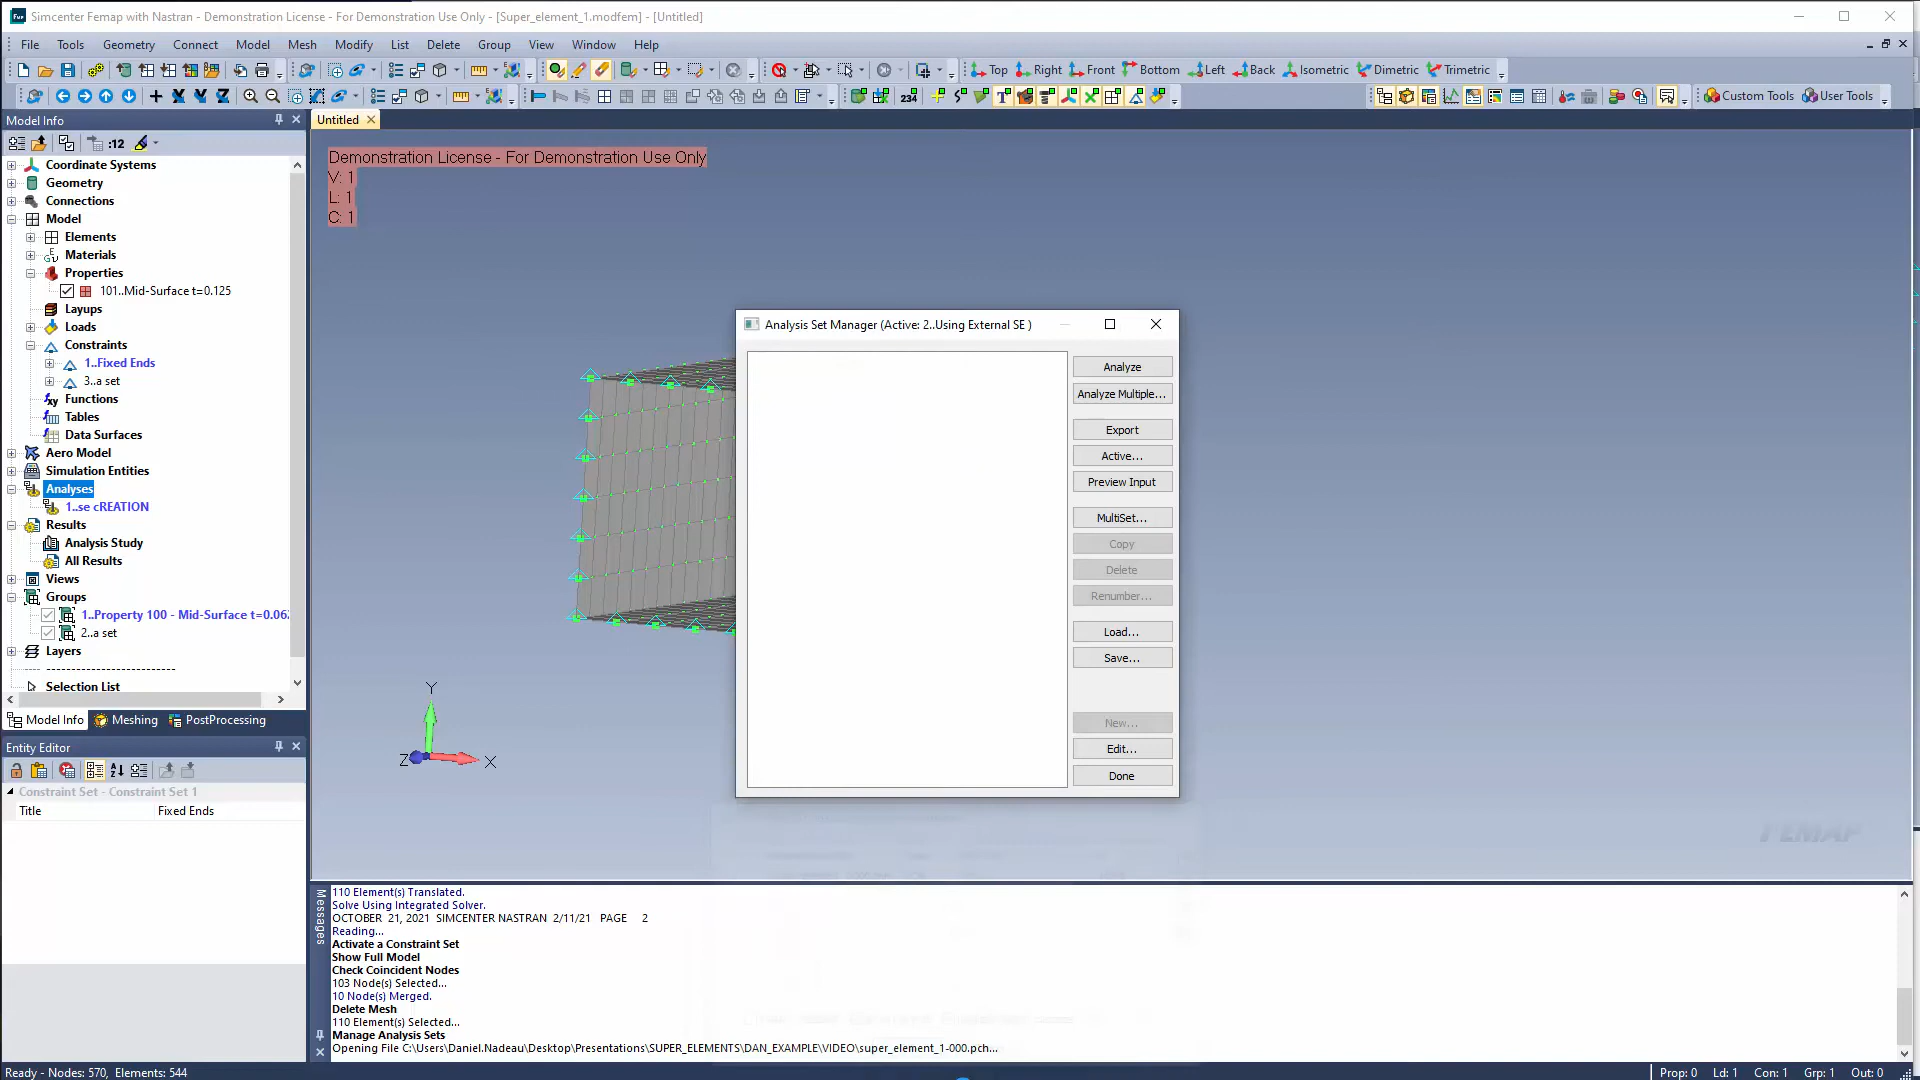 Simcenter Femap with Nastran - Demonstration License - For Demonstration Use Only - [Super_element_1.modfem] - [Untitled]
File Tools Geometry Connect Model Mesh Modify List Delete Group View Window Help
Top Right Front Bottom Left Back Isometric Dimetric Trimetric
234 Custom Tools User Tools
Model Info
Untitled
:12
Coordinate Systems
Geometry
Connections
Model
Elements
Materials
Properties
101..Mid-Surface t=0.125
Layups
Loads
Constraints
1..Fixed Ends
3..a set
Functions
Tables
Data Surfaces
Aero Model
Simulation Entities
Analyses
1..se cREATION
Results
Analysis Study
All Results
Views
Groups
1..Property 100 - Mid-Surface t=0.06
2..a set
Layers
Selection List
Model Info Meshing PostProcessing
Entity Editor
Constraint Set - Constraint Set 1
Title Fixed Ends
Demonstration License - For Demonstration Use Only
V: 1
L: 1
C: 1
Y
Z
X
Analysis Set Manager (Active: 2..Using External SE )
Analyze
Analyze Multiple...
Export
Active...
Preview Input
MultiSet...
Copy
Delete
Renumber...
Load...
Save...
New...
Edit...
Done
FEMAP
Messages
110 Element(s) Translated.
Solve Using Integrated Solver.
OCTOBER 21, 2021 SIMCENTER NASTRAN 2/11/21 PAGE 2
Reading...
Activate a Constraint Set
Show Full Model
Check Coincident Nodes
103 Node(s) Selected...
10 Node(s) Merged.
Delete Mesh
110 Element(s) Selected...
Manage Analysis Sets
Opening File C:\Users\Daniel.Nadeau\Desktop\Presentations\SUPER_ELEMENTS\DAN_EXAMPLE\VIDEO\super_element_1-000.pch...
Ready - Nodes: 570, Elements: 544
Prop: 0 Ld: 1 Con: 1 Grp: 1 Out: 0